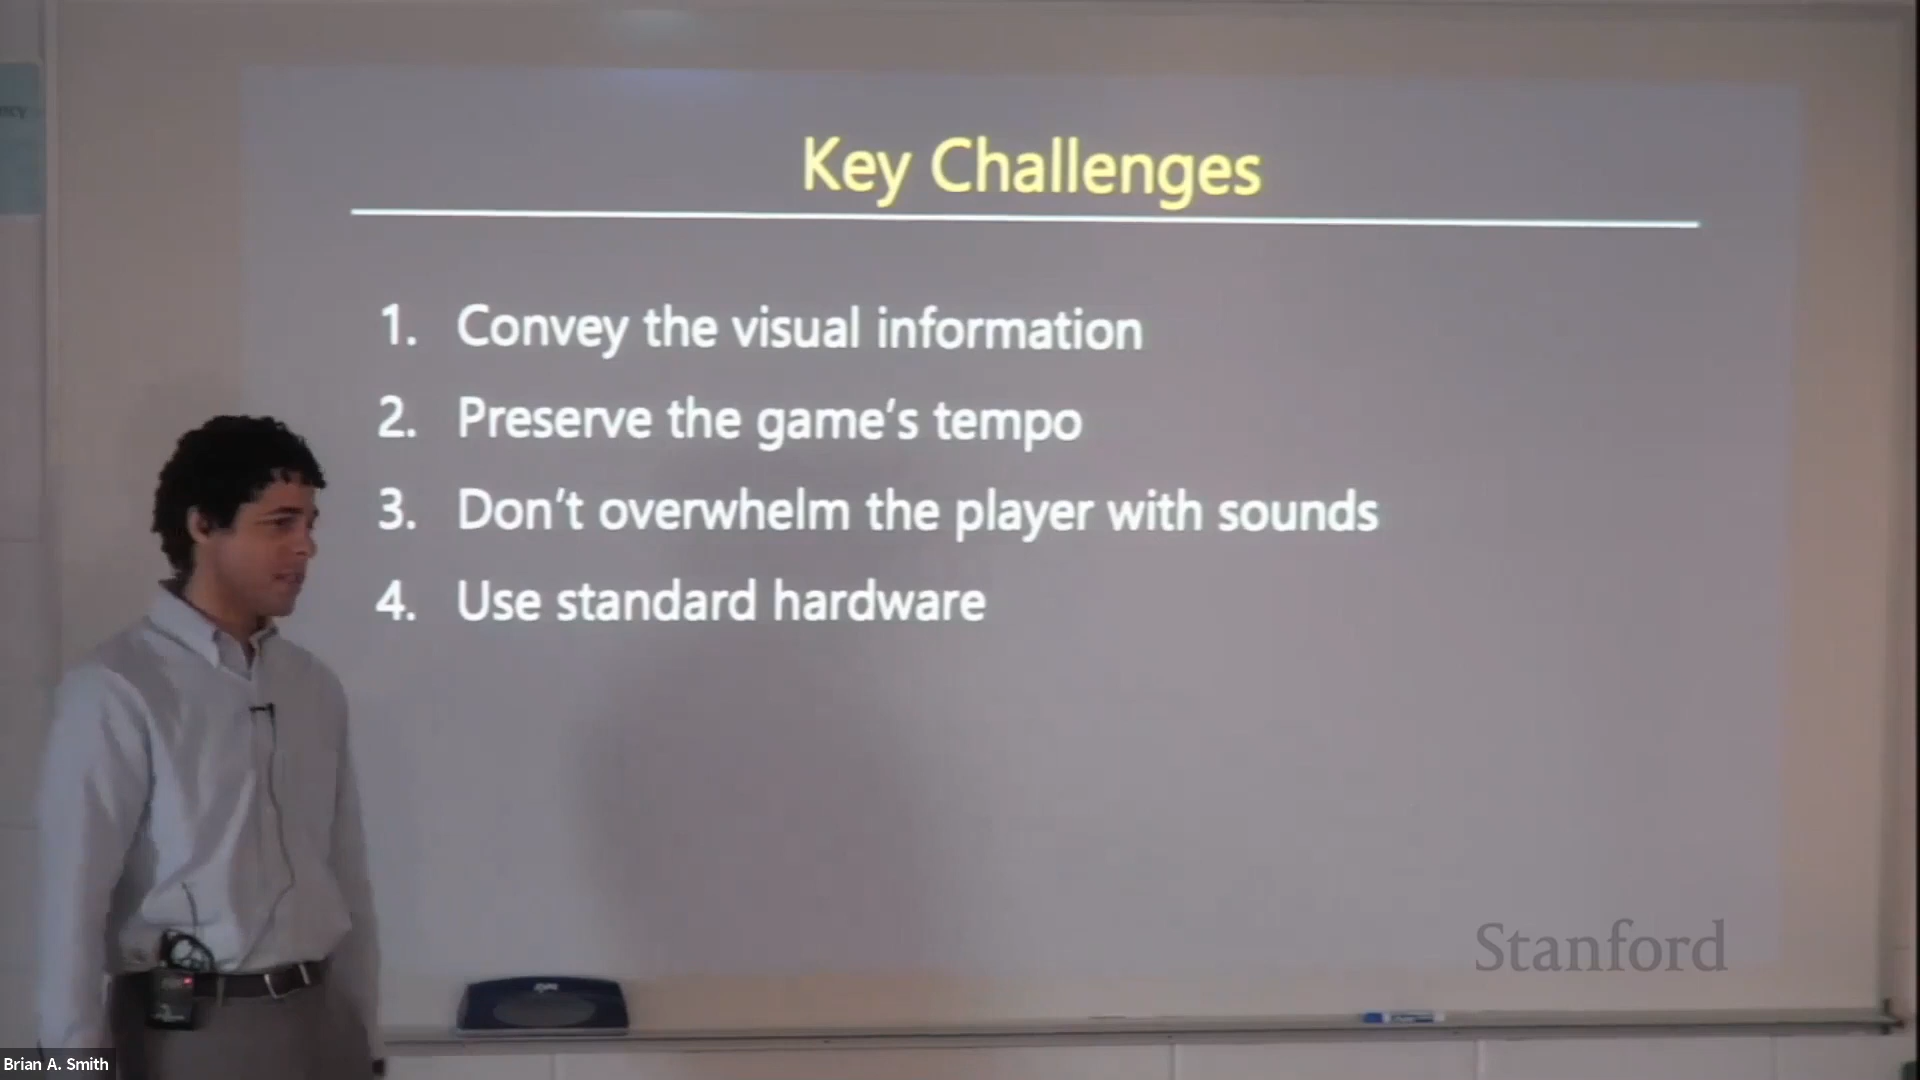 Key Challenges
1. Convey the visual information
2. Preserve the game's tempo
3. Don't overwhelm the player with sounds
4. Use standard hardware
Stanford
Brian A. Smith